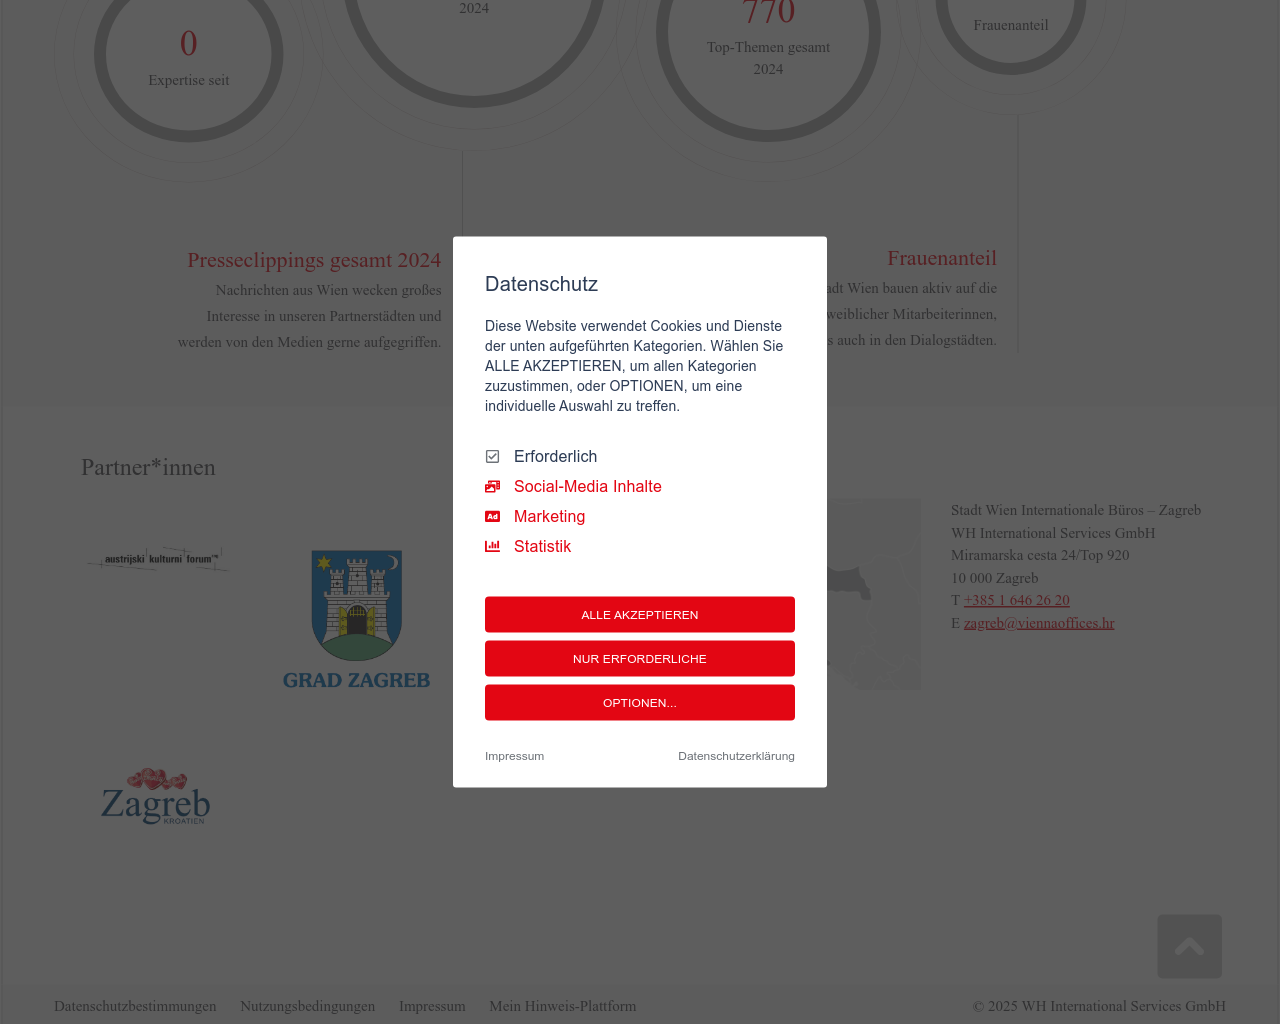 0
Expertise seit
2024
770
Top-Themen gesamt
2024
Frauenanteil
Presseclippings gesamt 2024
Nachrichten aus Wien wecken großes
Interesse in unseren Partnerstädten und
werden von den Medien gerne aufgegriffen.
Frauenanteil
Wien bauen aktiv auf die
weiblicher Mitarbeiterinnen,
auch in den Dialogstädten.
Datenschutz
Diese Website verwendet Cookies und Dienste
der unten aufgeführten Kategorien. Wählen Sie
ALLE AKZEPTIEREN, um allen Kategorien
zuzustimmen, oder OPTIONEN, um eine
individuelle Auswahl zu treffen.
Erforderlich
Social-Media Inhalte
Ad
Marketing
Statistik
ALLE AKZEPTIEREN
NUR ERFORDERLICHE
OPTIONEN...
Impressum
Datenschutzerklärung
Partner*innen
austrijski kulturni forum
GRAD ZAGREB
Zagreb
KROATIEN
Stadt Wien Internationale Büros – Zagreb
WH International Services GmbH
Miramarska cesta 24/Top 920
10 000 Zagreb
T +385 1 646 26 20
E zagreb@viennaoffices.hr
Datenschutzbestimmungen Nutzungsbedingungen Impressum Mein Hinweis-Plattform
© 2025 WH International Services GmbH